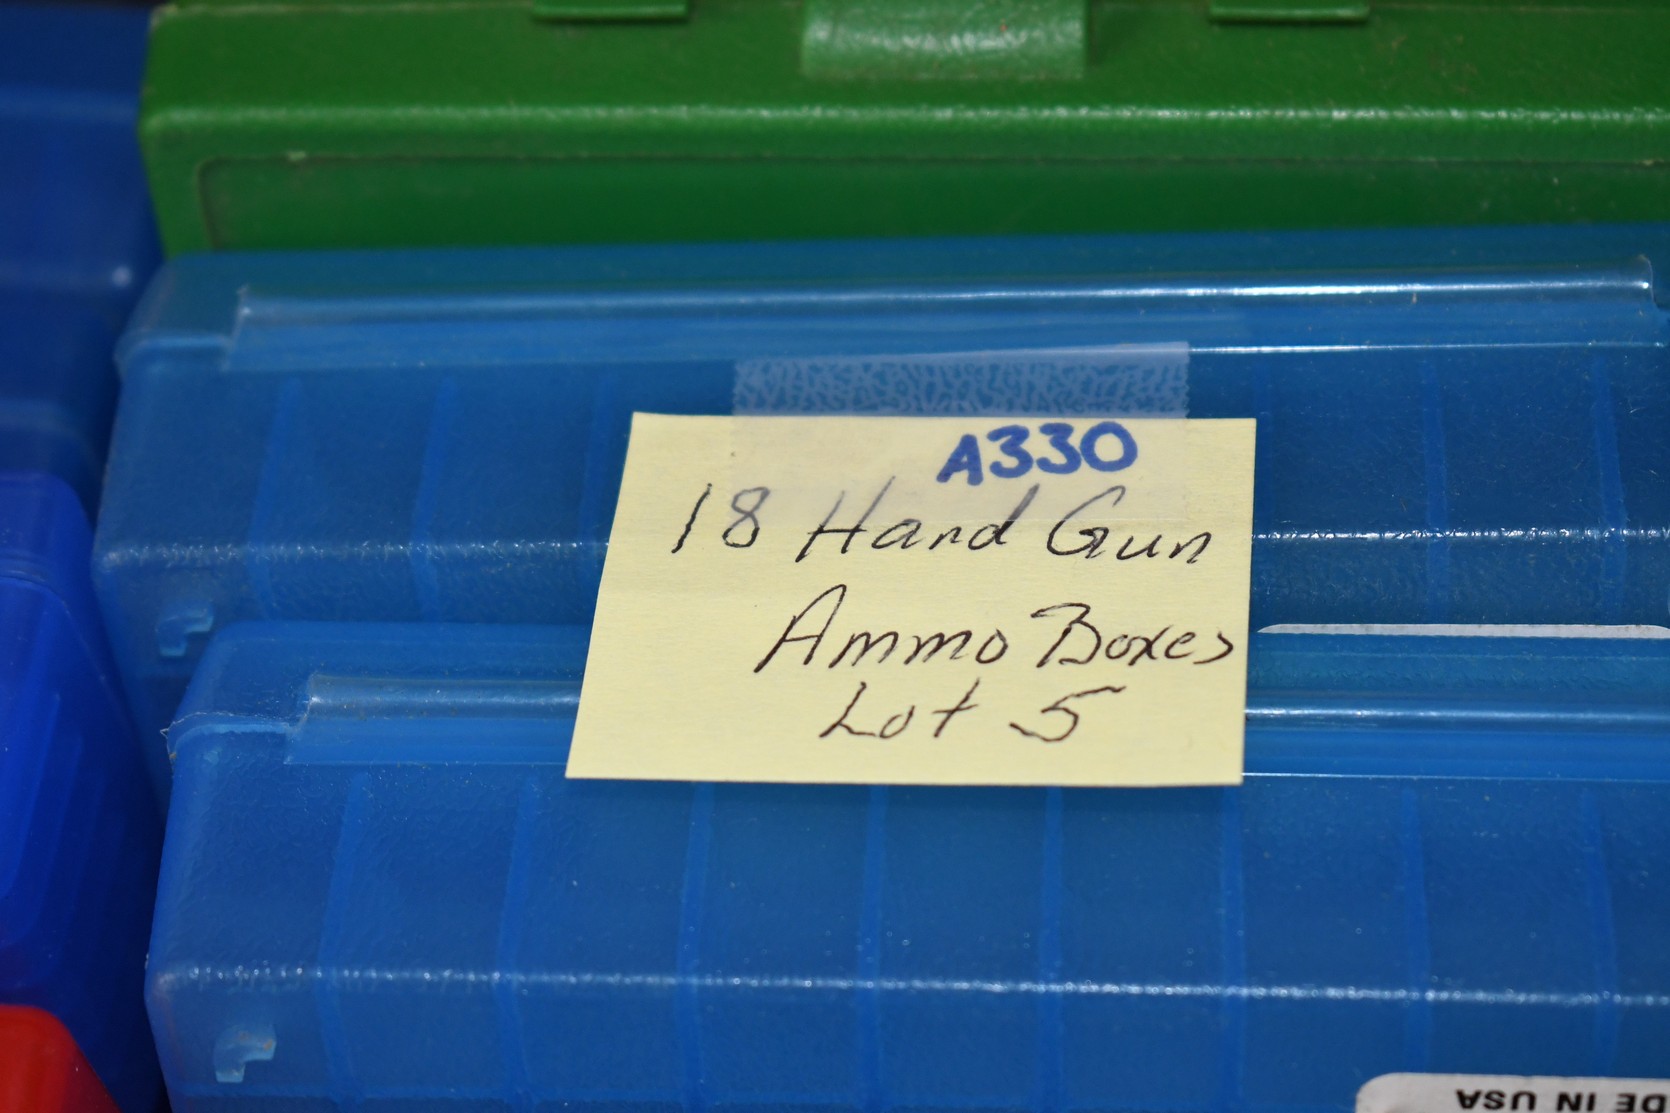 A330
18 Hand Gun
Ammo Boxes
Lot 5
DE IN USA